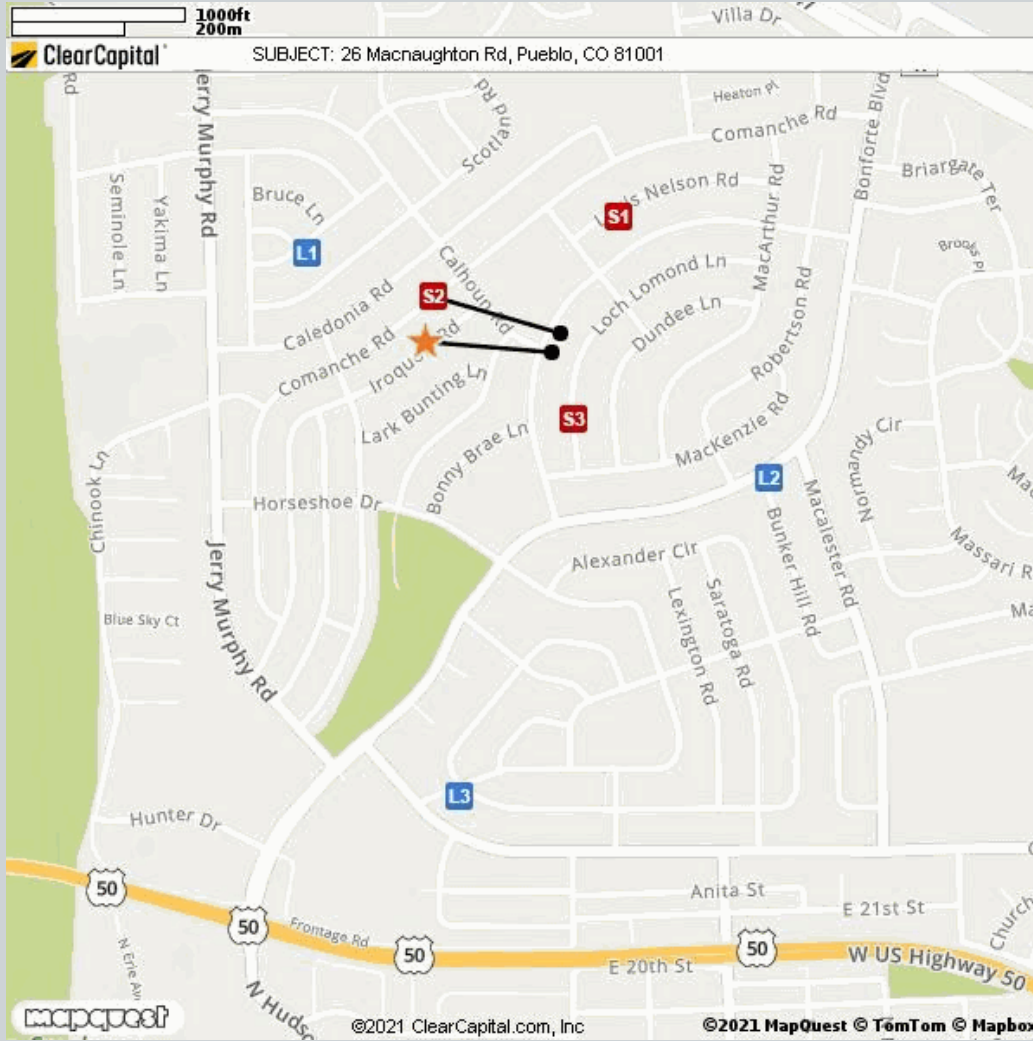 1000ft
200m
Villa Dr
ClearCapital
SUBJECT: 26 Macnaughton Rd, Pueblo, CO 81001
Rd
Jerry Murphy Rd
Scotland Rd
Heaton Pl
Comanche Rd
Bonforte Blvd
Briargate Ter
Seminole Ln
Yakima Ln
Bruce Ln
Nelson Rd
S1
MacArthur Rd
L1
Calhoun Rd
Brooks Pl
Loch Lomond Ln
S2
Caledonia Rd
Dundee Ln
Robertson Rd
Comanche Rd
Iroquois Rd
Lark Bunting Ln
S3
MacKenzie Rd
Bonny Brae Ln
Normandy Cir
Chinook Ln
L2
Horseshoe Dr
Bunker Hill Rd
Macalester Rd
Jerry Murphy Rd
Alexander Cir
Massari R
Lexington Rd
Saratoga Rd
Blue Sky Ct
Ma
L3
Hunter Dr
50
50
50
50
Anita St
E 21st St
Church
Frontage Rd
N Erie Av
E 20th St
W US Highway 50
N Hudso
mapquest
©2021 ClearCapital.com, Inc
©2021 MapQuest © TomTom © Mapbox